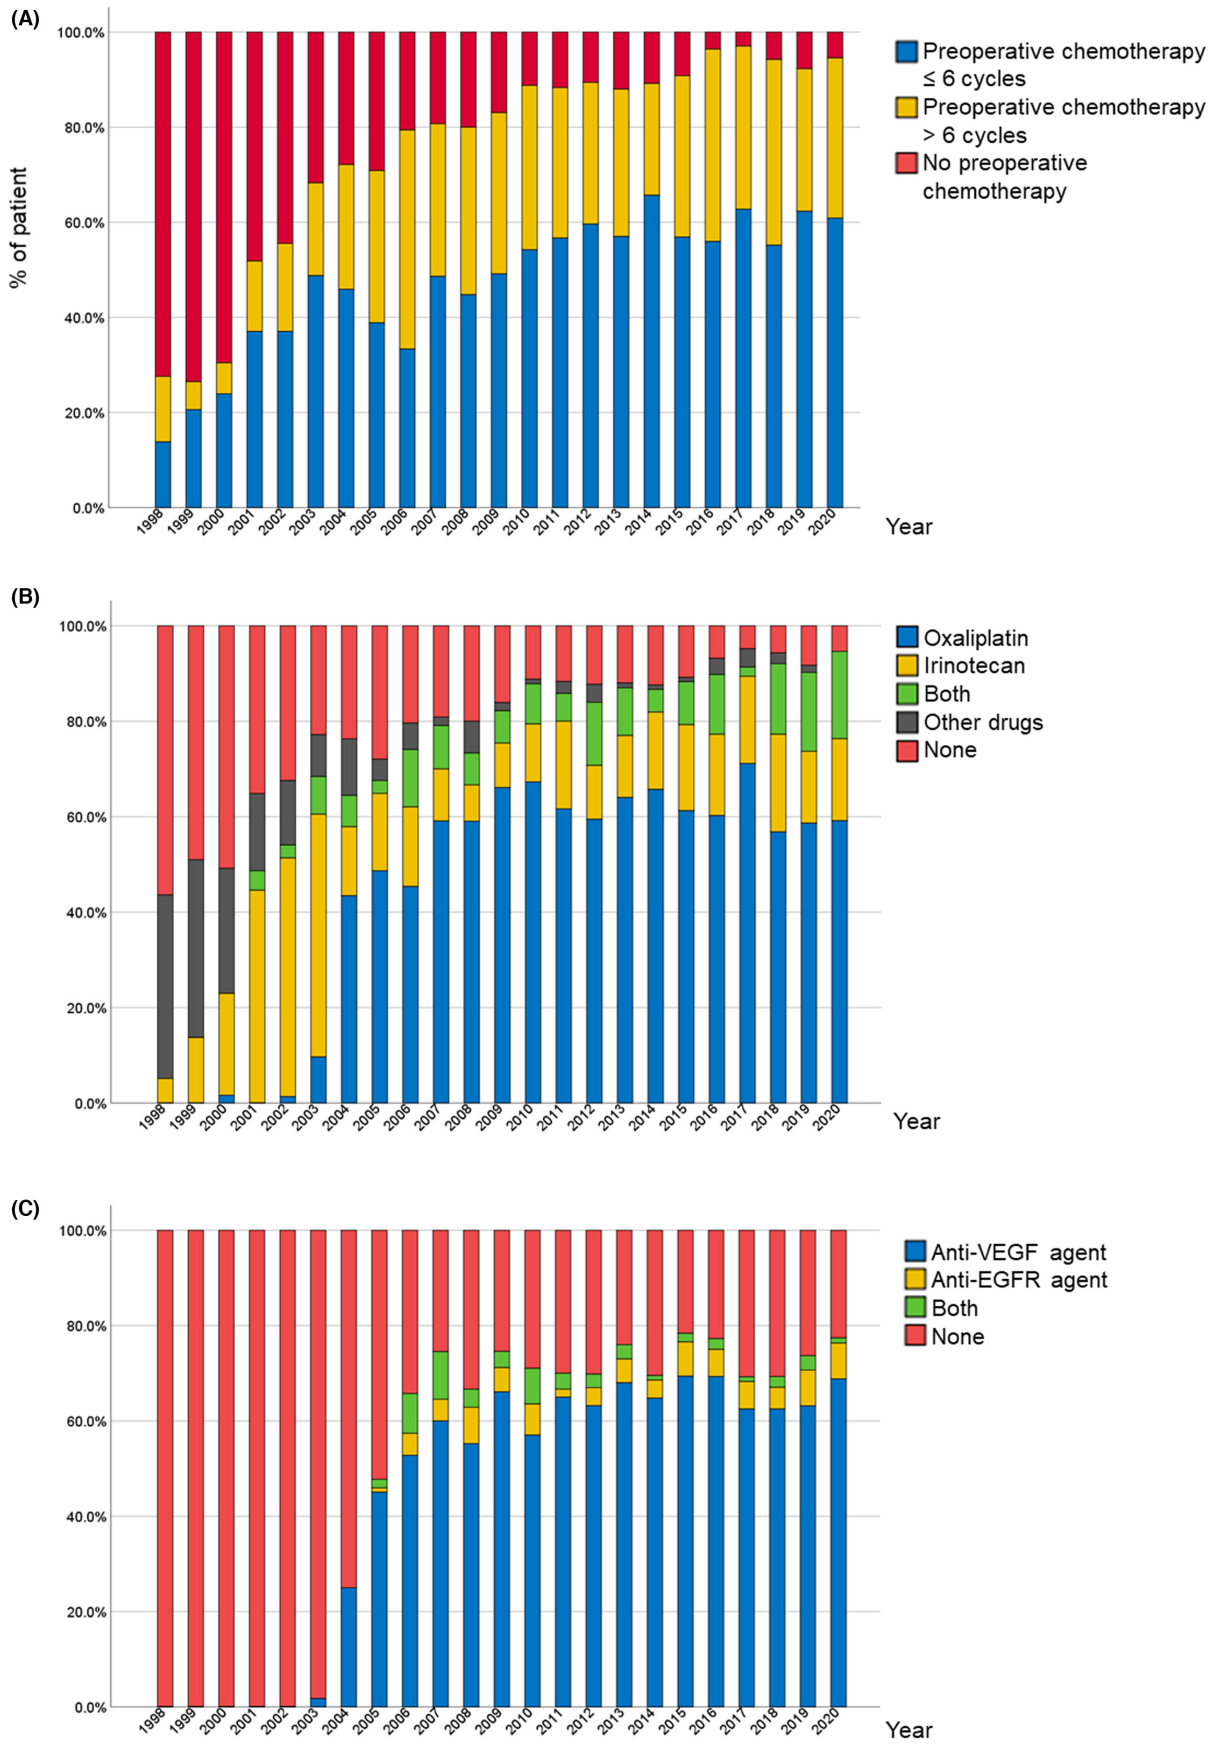 (A)
100.0%
80.0%
60.0%
40.0%
20.0%
0.0%
% of patient
1998 1999 2000 2001 2002 2003 2004 2005 2006 2007 2008 2009 2010 2011 2012 2013 2014 2015 2016 2017 2018 2019 2020
Year
Preoperative chemotherapy
≤ 6 cycles
Preoperative chemotherapy
> 6 cycles
No preoperative
chemotherapy
(B)
100.0%
80.0%
60.0%
40.0%
20.0%
0.0%
1998 1999 2000 2001 2002 2003 2004 2005 2006 2007 2008 2009 2010 2011 2012 2013 2014 2015 2016 2017 2018 2019 2020
Year
Oxaliplatin
Irinotecan
Both
Other drugs
None
(C)
100.0%
80.0%
60.0%
40.0%
20.0%
0.0%
1998 1999 2000 2001 2002 2003 2004 2005 2006 2007 2008 2009 2010 2011 2012 2013 2014 2015 2016 2017 2018 2019 2020
Year
Anti-VEGF agent
Anti-EGFR agent
Both
None